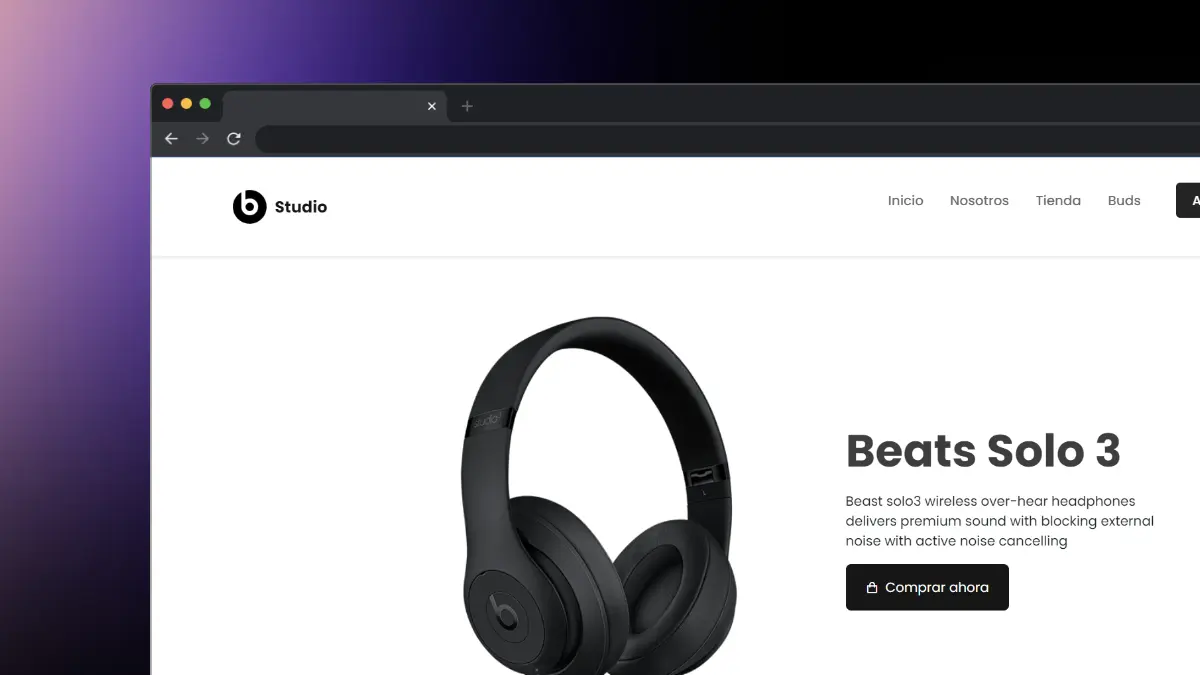 Studio
Inicio Nosotros Tienda Buds A
studio
Beats Solo 3
Beast solo3 wireless over-hear headphones
delivers premium sound with blocking external
noise with active noise cancelling
Comprar ahora